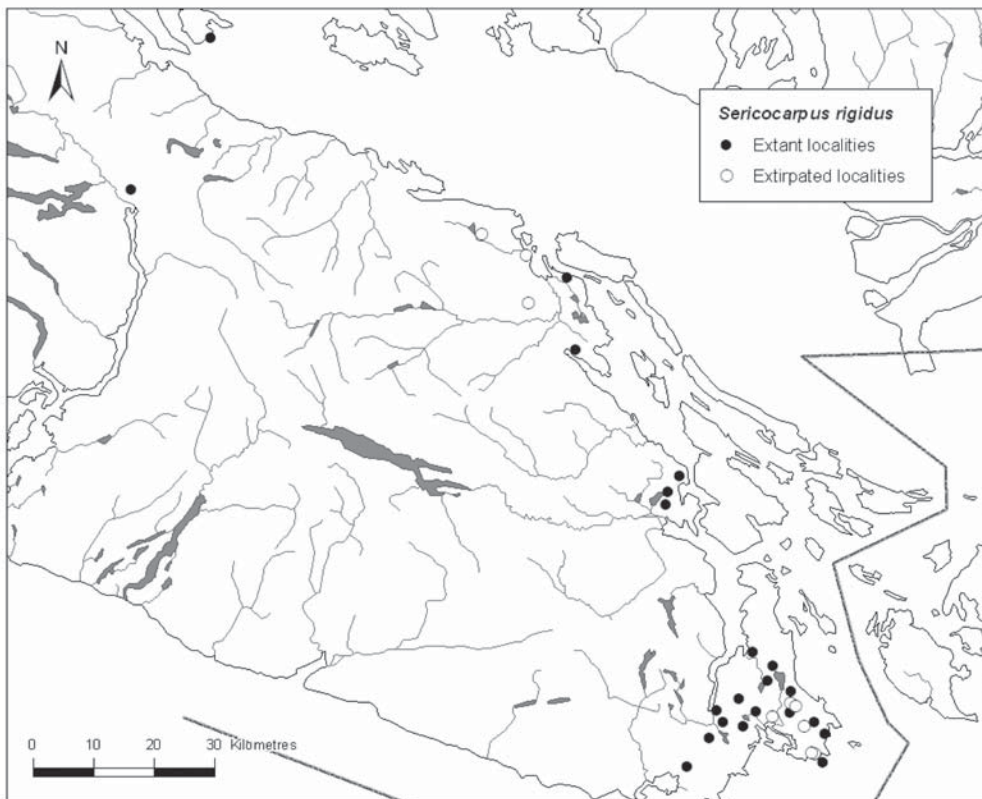 N
Sericocarpus rigidus
Extant localities
Extirpated localities
0 10 20 30 Kilometres